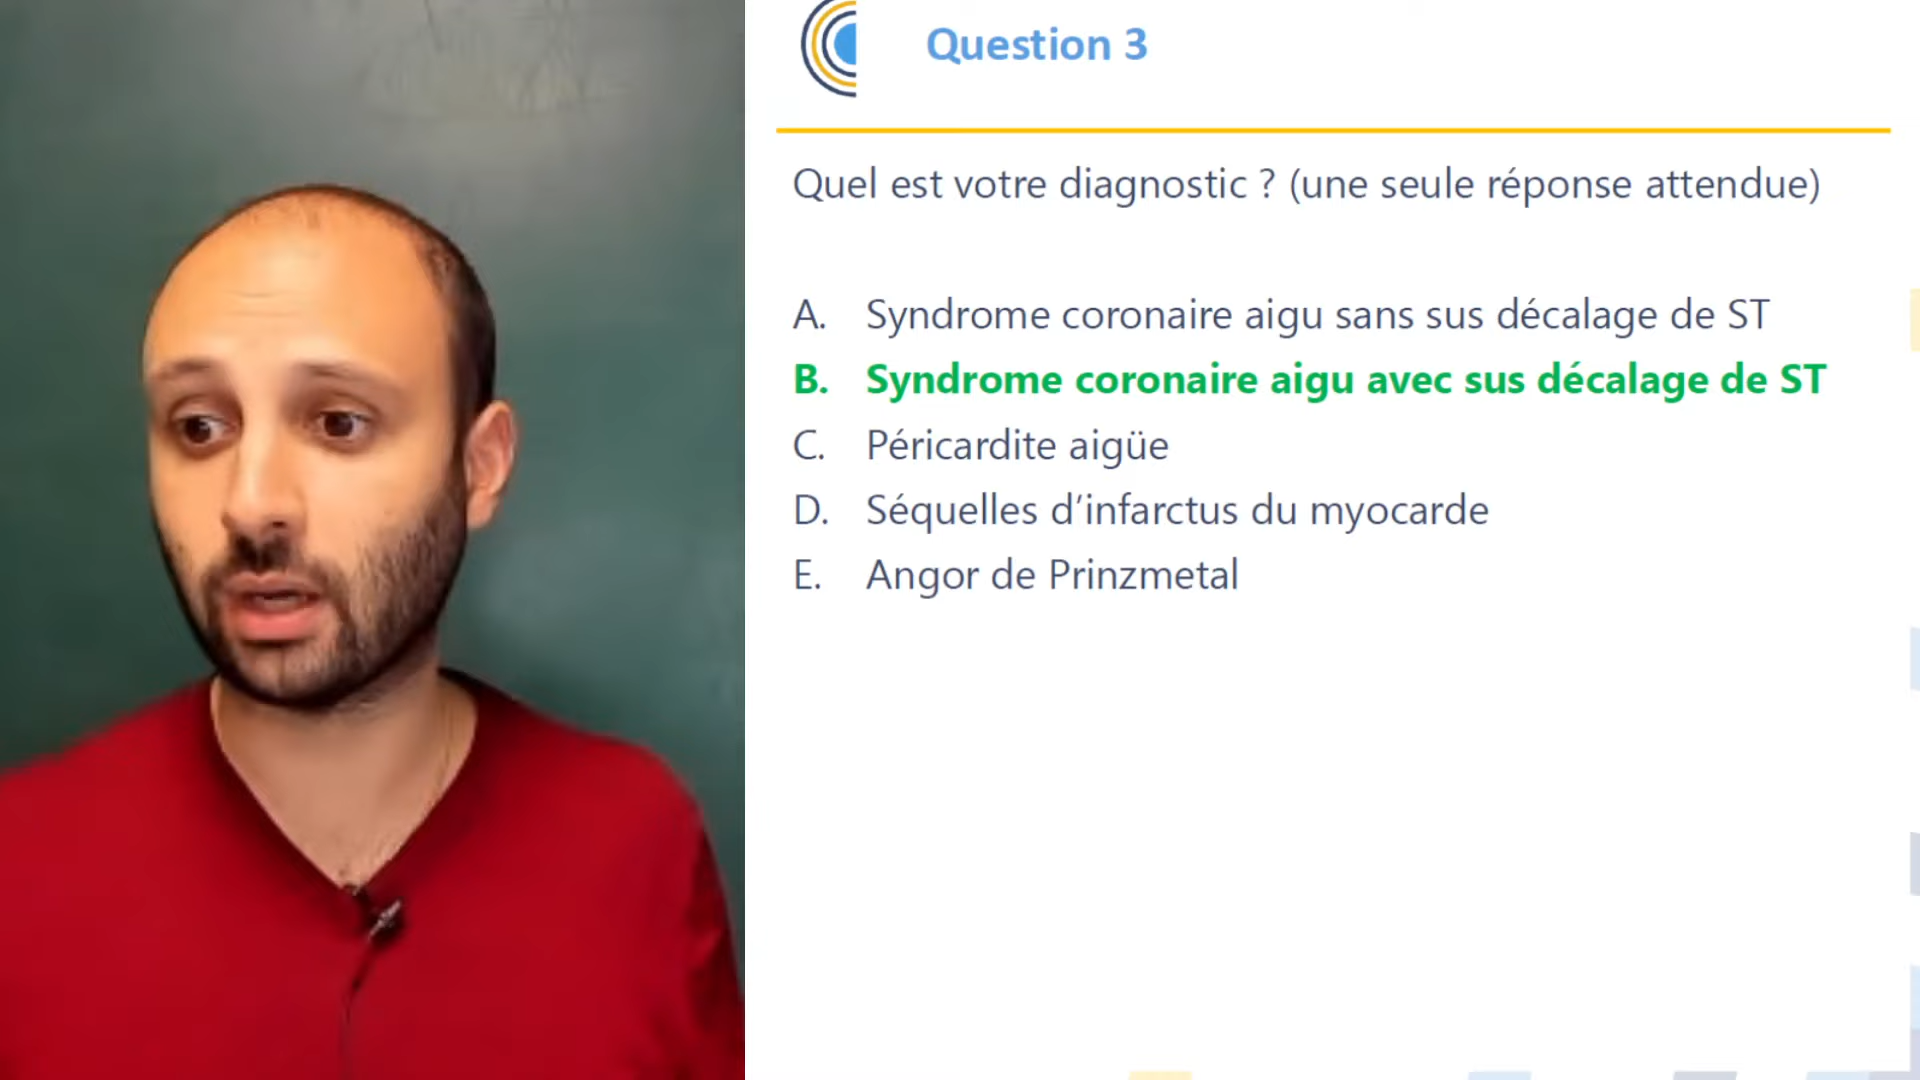 Question 3
Quel est votre diagnostic ? (une seule réponse attendue)
A. Syndrome coronaire aigu sans sus décalage de ST
B. Syndrome coronaire aigu avec sus décalage de ST
C. Péricardite aigüe
D. Séquelles d’infarctus du myocarde
E. Angor de Prinzmetal